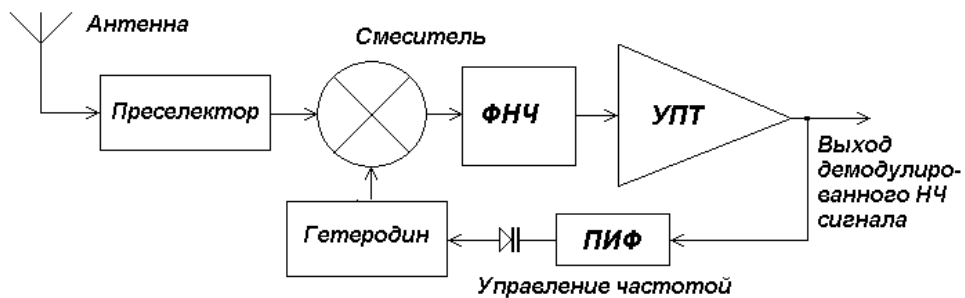 Антенна
Смеситель
Преселектор
ФНЧ
УПТ
Выход
демодулиро-
ванного НЧ
сигнала
Гетеродин
ПИФ
Управление частотой